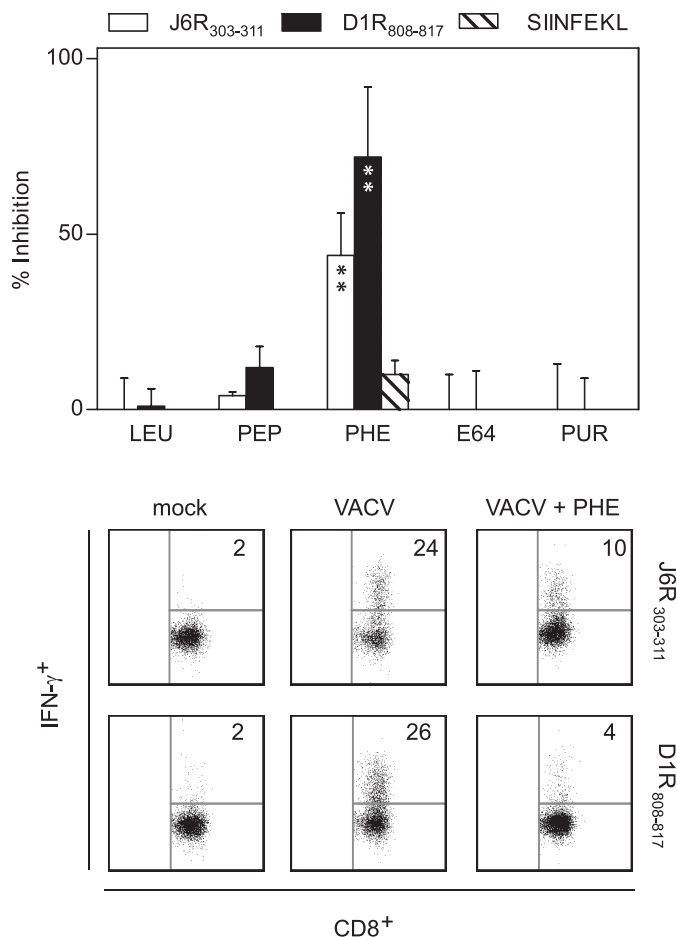 J6R303-311 D1R808-817 SIINFEKL
100
50
0
% Inhibition
** **
LEU PEP PHE E64 PUR
mock VACV VACV + PHE
2 24 10
J6R303-311
2 26 4
D1R808-817
IFN-γ+
CD8+